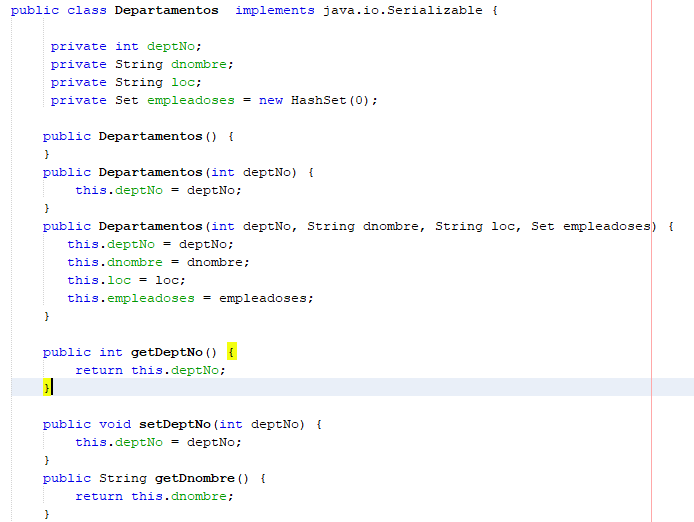 public class Departamentos  implements java.io.Serializable {
private int deptNo;
private String dnombre;
private String loc;
private Set empleadoses = new HashSet(0);
public Departamentos() {
}
public Departamentos(int deptNo) {
this.deptNo = deptNo;
}
public Departamentos(int deptNo, String dnombre, String loc, Set empleadoses) {
this.deptNo = deptNo;
this.dnombre = dnombre;
this.loc = loc;
this.empleadoses = empleadoses;
}
public int getDeptNo() {
return this.deptNo;
}
public void setDeptNo(int deptNo) {
this.deptNo = deptNo;
}
public String getDnombre() {
return this.dnombre;
}